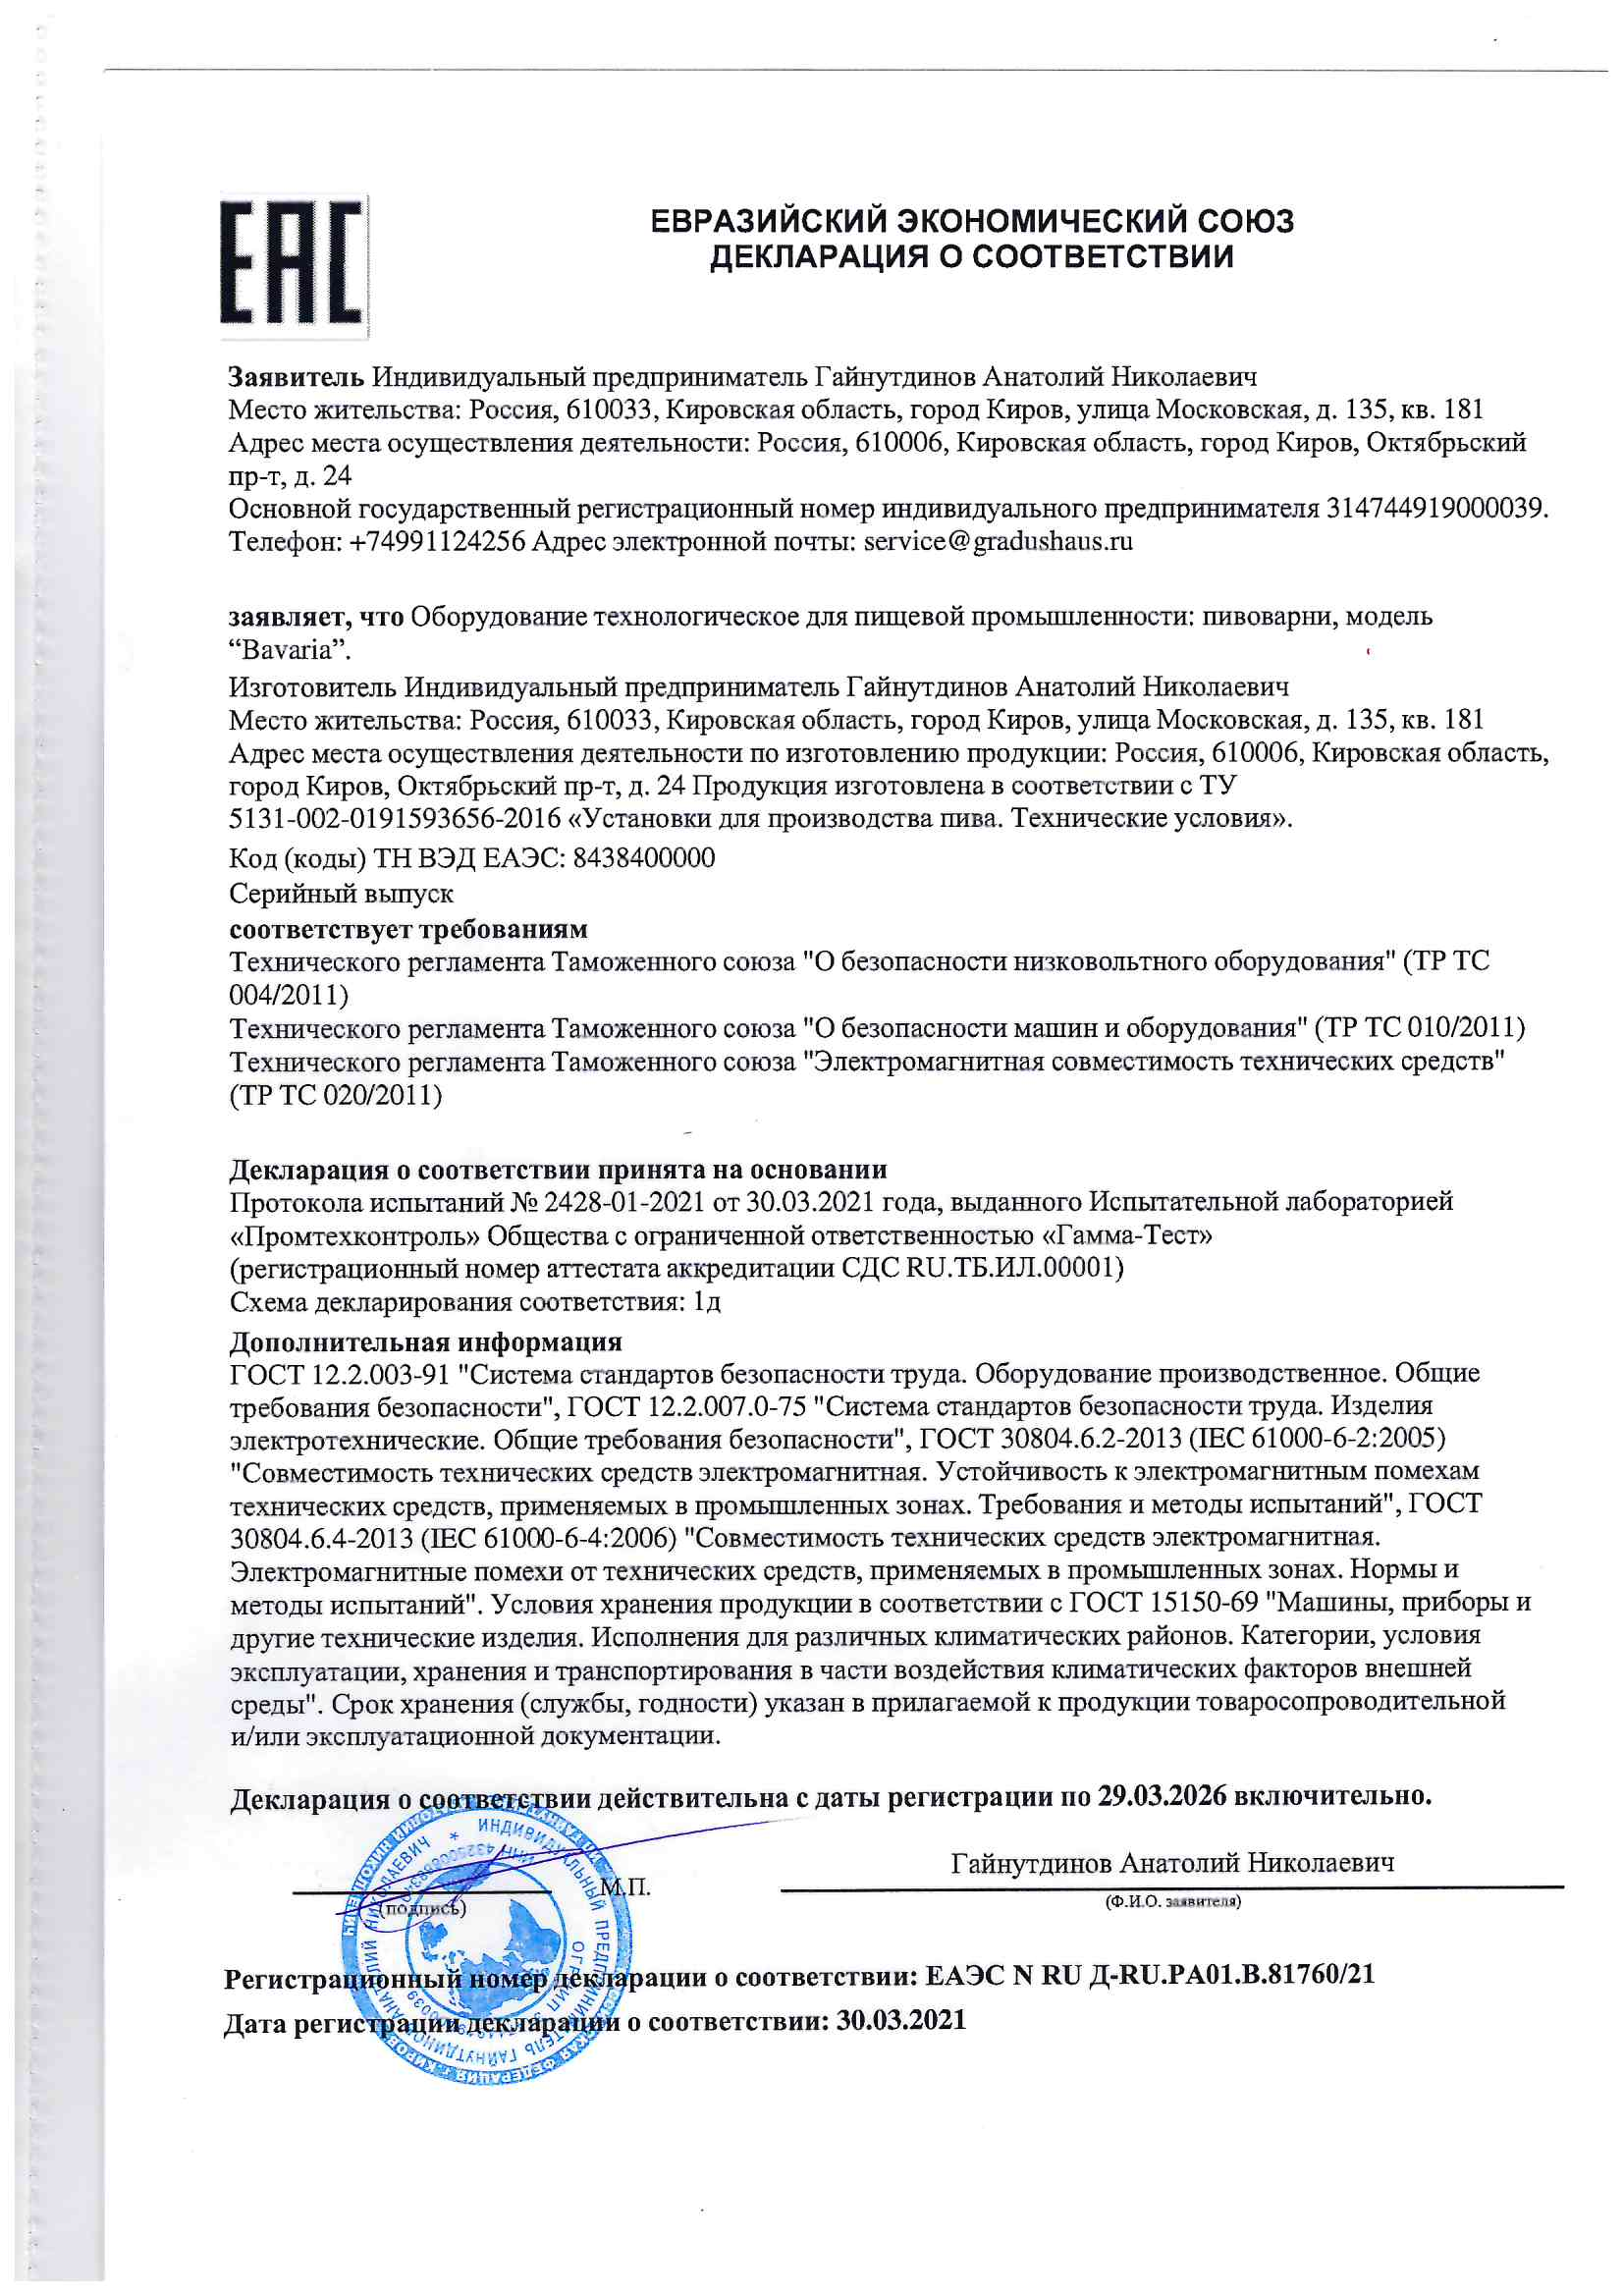 ЕАС
ЕВРАЗИЙСКИЙ ЭКОНОМИЧЕСКИЙ СОЮЗ
ДЕКЛАРАЦИЯ О СООТВЕТСТВИИ
Заявитель Индивидуальный предприниматель Гайнутдинов Анатолий Николаевич
Место жительства: Россия, 610033, Кировская область, город Киров, улица Московская, д. 135, кв. 181
Адрес места осуществления деятельности: Россия, 610006, Кировская область, город Киров, Октябрьский
пр-т, д. 24
Основной государственный регистрационный номер индивидуального предпринимателя 314744919000039.
Телефон: +74991124256 Адрес электронной почты: service@gradushaus.ru
заявляет, что Оборудование технологическое для пищевой промышленности: пивоварни, модель
“Bavaria”.
Изготовитель Индивидуальный предприниматель Гайнутдинов Анатолий Николаевич
Место жительства: Россия, 610033, Кировская область, город Киров, улица Московская, д. 135, кв. 181
Адрес места осуществления деятельности по изготовлению продукции: Россия, 610006, Кировская область,
город Киров, Октябрьский пр-т, д. 24 Продукция изготовлена в соответствии с ТУ
5131-002-0191593656-2016 «Установки для производства пива. Технические условия».
Код (коды) ТН ВЭД ЕАЭС: 8438400000
Серийный выпуск
соответствует требованиям
Технического регламента Таможенного союза "О безопасности низковольтного оборудования" (ТР ТС
004/2011)
Технического регламента Таможенного союза "О безопасности машин и оборудования" (ТР ТС 010/2011)
Технического регламента Таможенного союза "Электромагнитная совместимость технических средств"
(ТР ТС 020/2011)
Декларация о соответствии принята на основании
Протокола испытаний № 2428-01-2021 от 30.03.2021 года, выданного Испытательной лабораторией
«Промтехконтроль» Общества с ограниченной ответственностью «Гамма-Тест»
(регистрационный номер аттестата аккредитации СДС RU.ТБ.ИЛ.00001)
Схема декларирования соответствия: 1д
Дополнительная информация
ГОСТ 12.2.003-91 "Система стандартов безопасности труда. Оборудование производственное. Общие
требования безопасности", ГОСТ 12.2.007.0-75 "Система стандартов безопасности труда. Изделия
электротехнические. Общие требования безопасности", ГОСТ 30804.6.2-2013 (IEC 61000-6-2:2005)
"Совместимость технических средств электромагнитная. Устойчивость к электромагнитным помехам
технических средств, применяемых в промышленных зонах. Требования и методы испытаний", ГОСТ
30804.6.4-2013 (IEC 61000-6-4:2006) "Совместимость технических средств электромагнитная.
Электромагнитные помехи от технических средств, применяемых в промышленных зонах. Нормы и
методы испытаний". Условия хранения продукции в соответствии с ГОСТ 15150-69 "Машины, приборы и
другие технические изделия. Исполнения для различных климатических районов. Категории, условия
эксплуатации, хранения и транспортирования в части воздействия климатических факторов внешней
среды". Срок хранения (службы, годности) указан в прилагаемой к продукции товаросопроводительной
и/или эксплуатационной документации.
Декларация о соответствии действительна с даты регистрации по 29.03.2026 включительно.
Гайнутдинов Анатолий Николаевич
М.П.
(подпись)
(Ф.И.О. заявителя)
ИНДИВИДУАЛЬНЫЙ ПРЕДПРИНИМАТЕЛЬ ГАЙНУТДИНОВ АНАТОЛИЙ НИКОЛАЕВИЧ
Регистрационный номер декларации о соответствии: ЕАЭС N RU Д-RU.РА01.В.81760/21
Дата регистрации декларации о соответствии: 30.03.2021